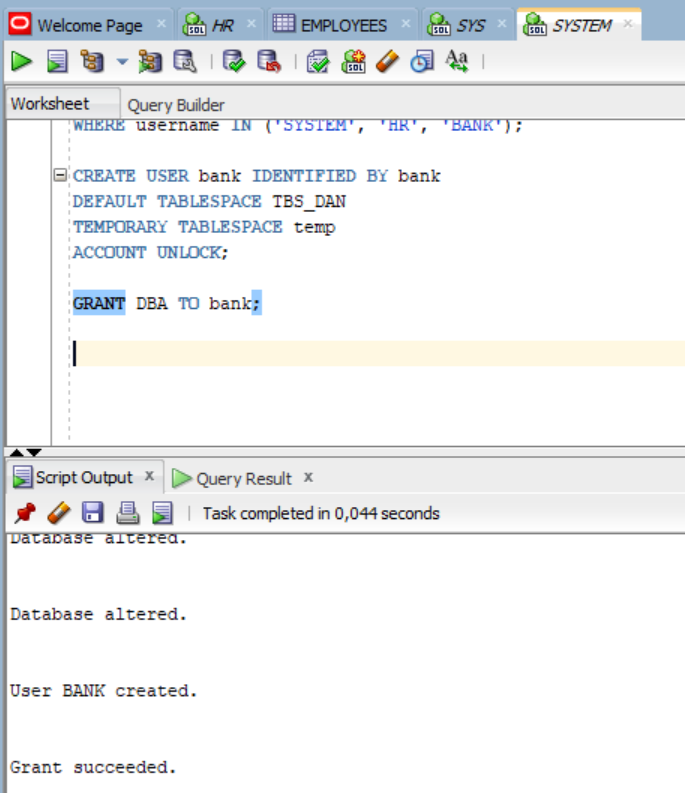 Welcome Page HR EMPLOYEES SYS SYSTEM
Worksheet Query Builder
WHERE username IN ('SYSTEM', 'HR', 'BANK');
CREATE USER bank IDENTIFIED BY bank
DEFAULT TABLESPACE TBS_DAN
TEMPORARY TABLESPACE temp
ACCOUNT UNLOCK;
GRANT DBA TO bank;
Script Output x Query Result x
Task completed in 0,044 seconds
Database altered.
Database altered.
User BANK created.
Grant succeeded.